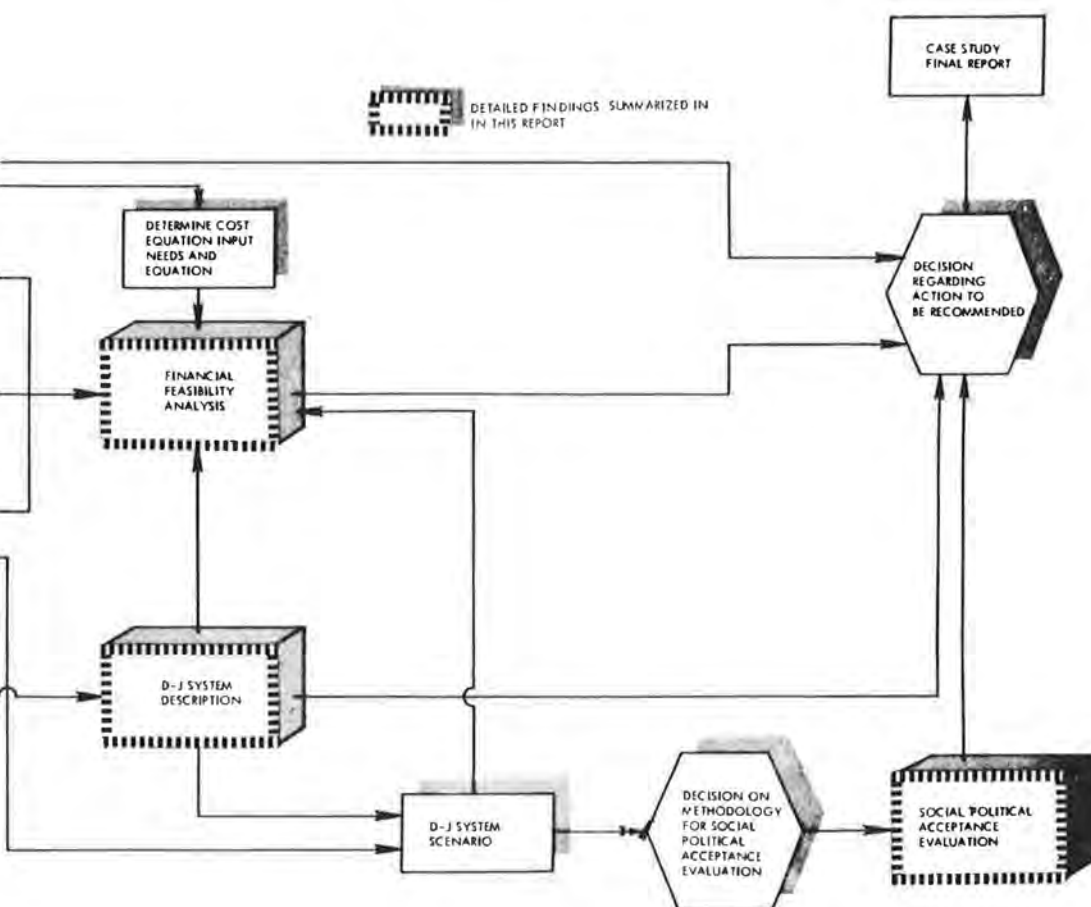 CASE STUDY
FINAL REPORT
DETAILED FINDINGS SUMMARIZED IN
IN THIS REPORT
DETERMINE COST
EQUATION INPUT
NEEDS AND
EQUATION
DECISION
REGARDING
ACTION TO
BE RECOMMENDED
FINANCIAL
FEASIBILITY
ANALYSIS
D-J SYSTEM
DESCRIPTION
D-J SYSTEM
SCENARIO
DECISION ON
METHODOLOGY
FOR SOCIAL
POLITICAL
ACCEPTANCE
EVALUATION
SOCIAL POLITICAL
ACCEPTANCE
EVALUATION